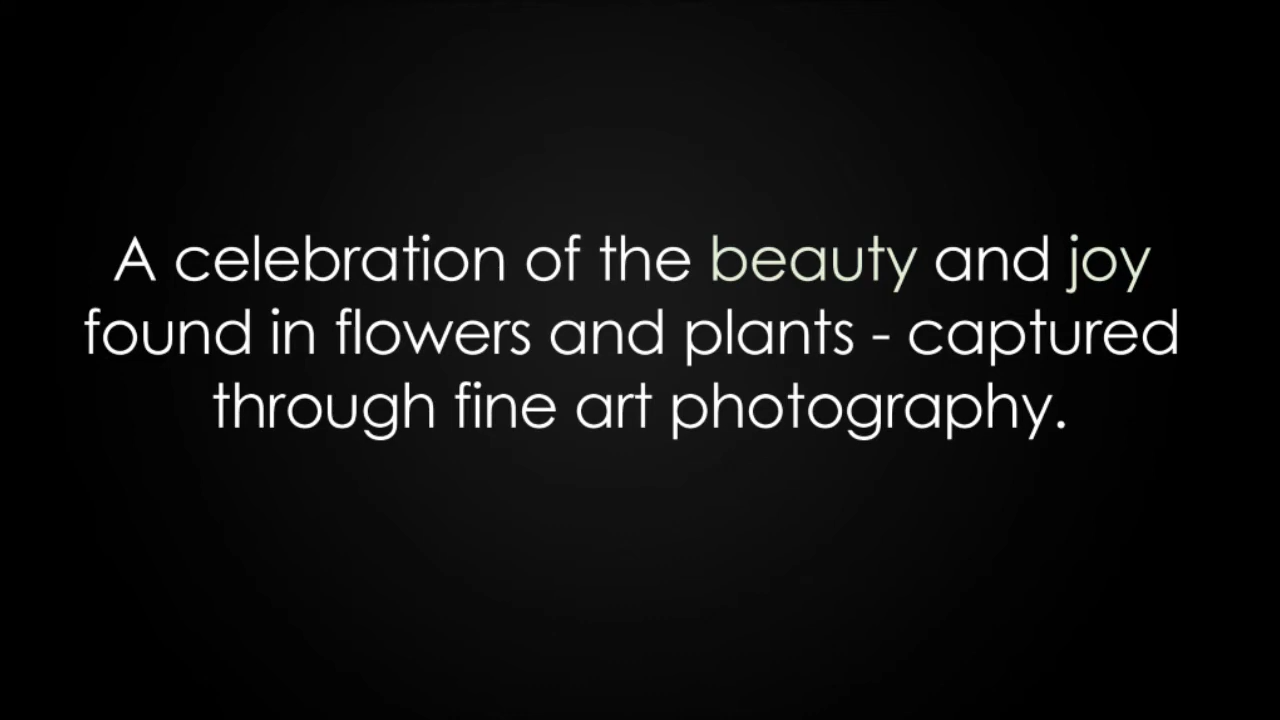 A celebration of the beauty and joy
found in flowers and plants - captured
through fine art photography.